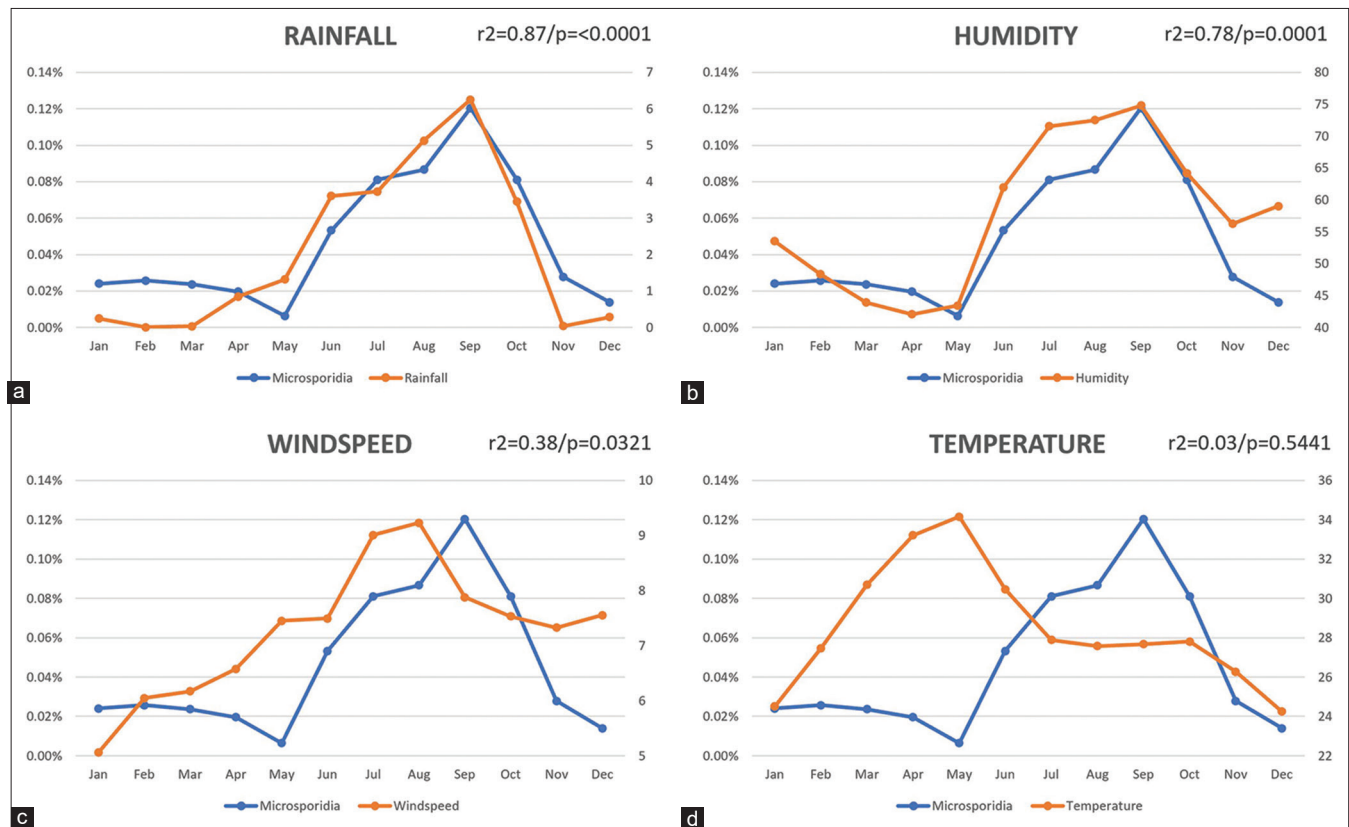 RAINFALL r2=0.87/p=<0.0001
0.14% 7
0.12% 6
0.10% 5
0.08% 4
0.06% 3
0.04% 2
0.02% 1
0.00% 0
Jan Feb Mar Apr May Jun Jul Aug Sep Oct Nov Dec
Microsporidia Rainfall
a
HUMIDITY r2=0.78/p=0.0001
0.14% 80
0.12% 75
0.10% 70
0.08% 65
0.06% 60
0.04% 55
0.02% 50
0.00% 45
40
Jan Feb Mar Apr May Jun Jul Aug Sep Oct Nov Dec
Microsporidia Humidity
b
WINDSPEED r2=0.38/p=0.0321
0.14% 10
0.12% 9
0.10% 8
0.08% 7
0.06% 6
0.04% 5
0.02%
0.00%
Jan Feb Mar Apr May Jun Jul Aug Sep Oct Nov Dec
Microsporidia Windspeed
c
TEMPERATURE r2=0.03/p=0.5441
0.14% 36
0.12% 34
0.10% 32
0.08% 30
0.06% 28
0.04% 26
0.02% 24
0.00% 22
Jan Feb Mar Apr May Jun Jul Aug Sep Oct Nov Dec
Microsporidia Temperature
d